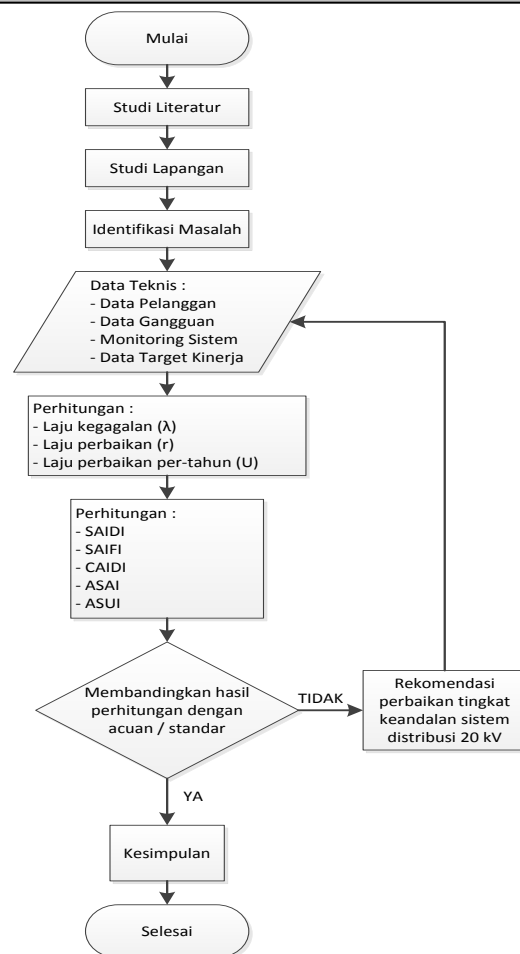 Mulai
Studi Literatur
Studi Lapangan
Identifikasi Masalah
Data Teknis :
- Data Pelanggan
- Data Gangguan
- Monitoring Sistem
- Data Target Kinerja
Perhitungan :
- Laju kegagalan (λ)
- Laju perbaikan (r)
- Laju perbaikan per-tahun (U)
Perhitungan :
- SAIDI
- SAIFI
- CAIDI
- ASAI
- ASUI
Membandingkan hasil
perhitungan dengan
acuan / standar
TIDAK
Rekomendasi
perbaikan tingkat
keandalan sistem
distribusi 20 kV
YA
Kesimpulan
Selesai